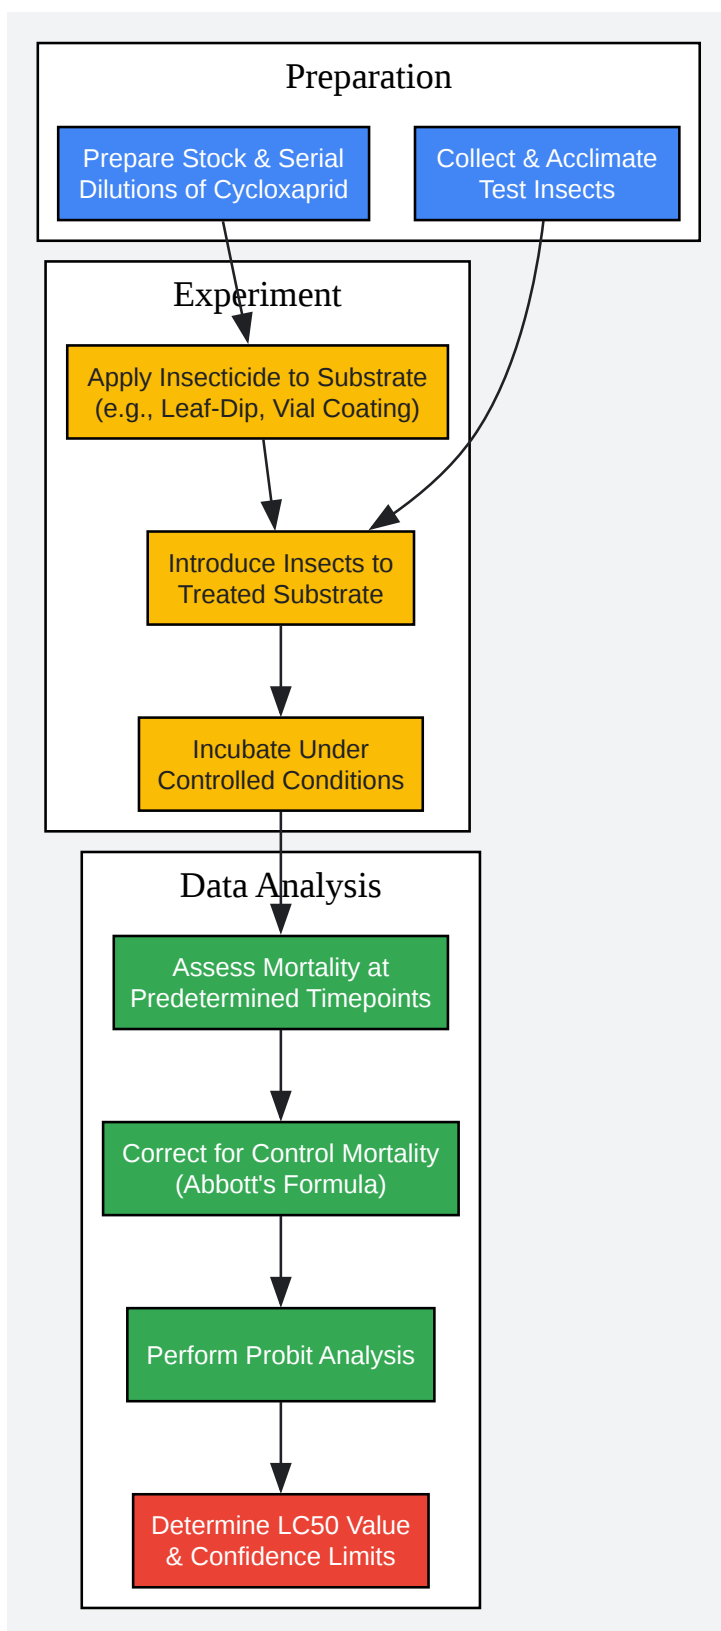 Preparation
Prepare Stock & Serial
Dilutions of Cycloxaprid
Collect & Acclimate
Test Insects
Experiment
Apply Insecticide to Substrate
(e.g., Leaf-Dip, Vial Coating)
Introduce Insects to
Treated Substrate
Incubate Under
Controlled Conditions
Data Analysis
Assess Mortality at
Predetermined Timepoints
Correct for Control Mortality
(Abbott's Formula)
Perform Probit Analysis
Determine LC50 Value
& Confidence Limits